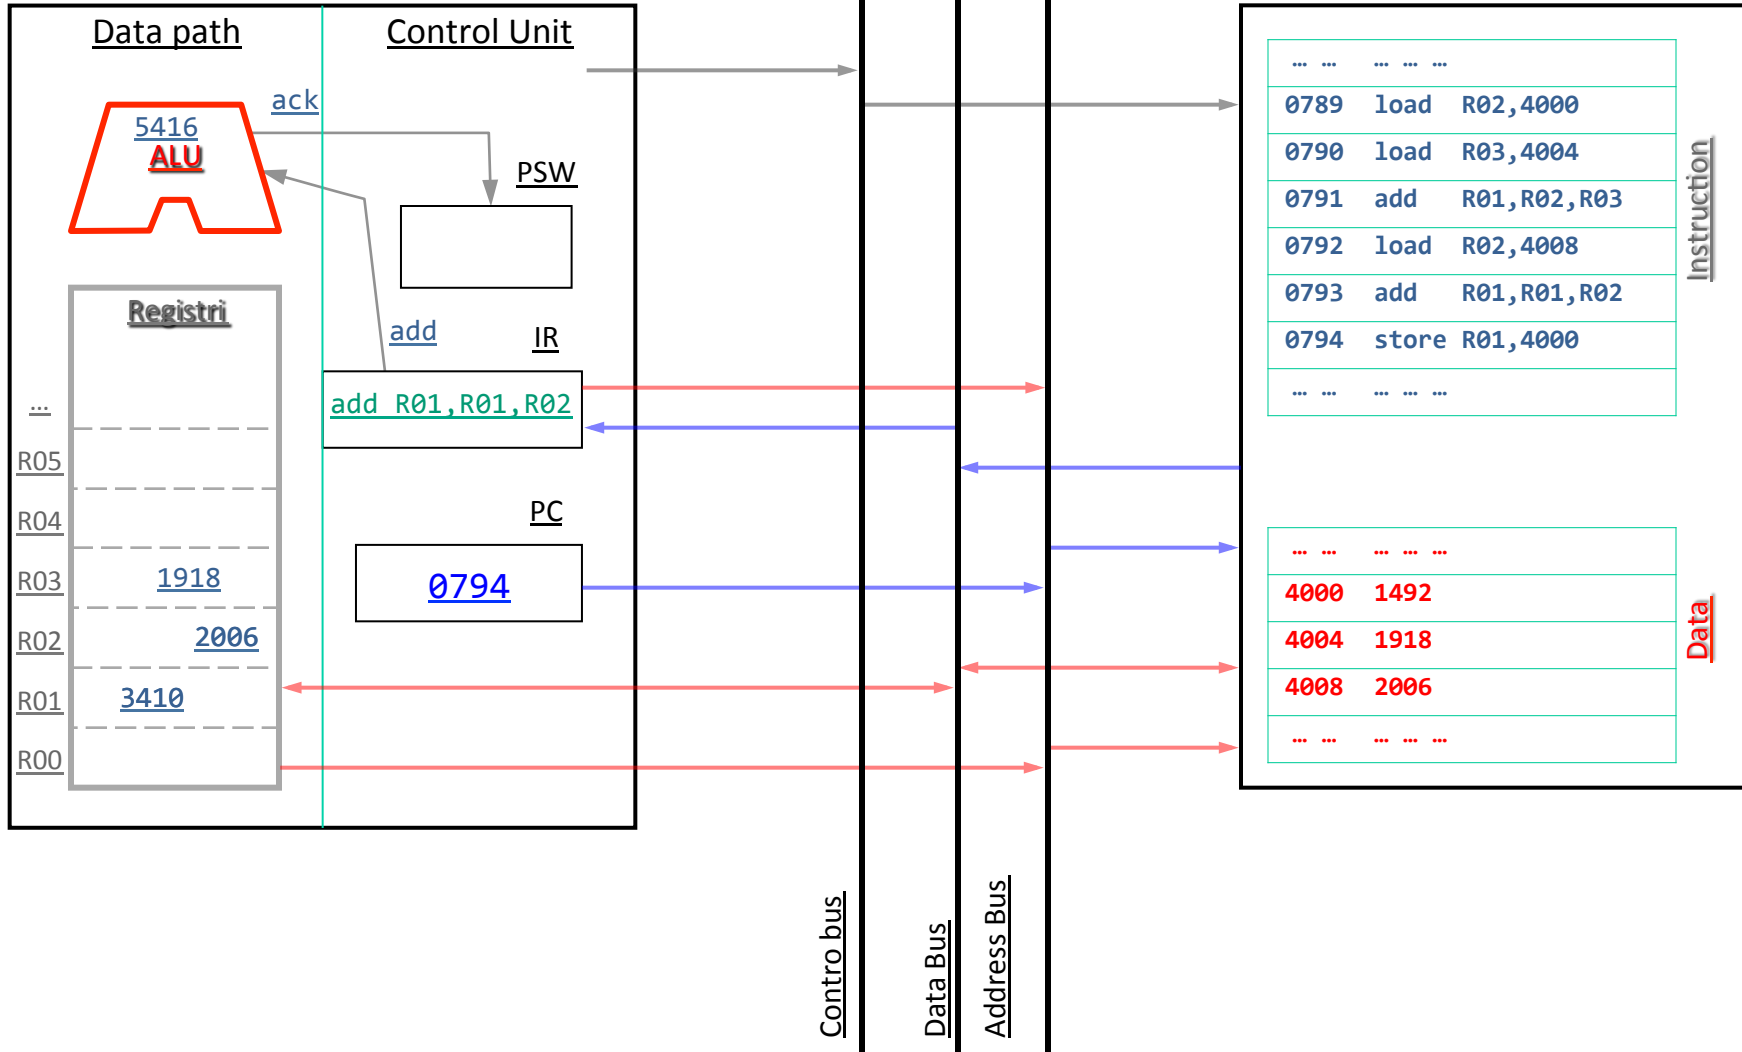 Data path
Control Unit
ack
5416
ALU
PSW
Registri
add
IR
add R01,R01,R02
…
R05
R04
R03 1918
R02 2006
R01 3410
R00
PC
0794
Contro bus
Data Bus
Address Bus
… … … … …
0789 load R02,4000
0790 load R03,4004
0791 add R01,R02,R03
0792 load R02,4008
0793 add R01,R01,R02
0794 store R01,4000
… … … … …
Instruction
… … … … …
4000 1492
4004 1918
4008 2006
… … … … …
Data